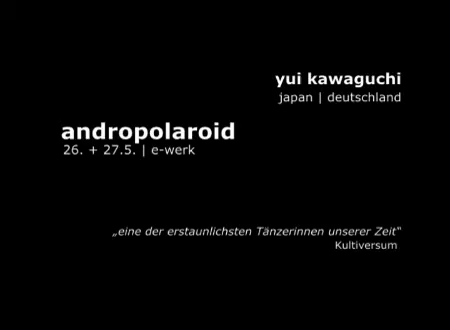 yui kawaguchi
japan | deutschland
andropolaroid
26. + 27.5. | e-werk
„eine der erstaunlichsten Tänzerinnen unserer Zeit“
Kultiversum